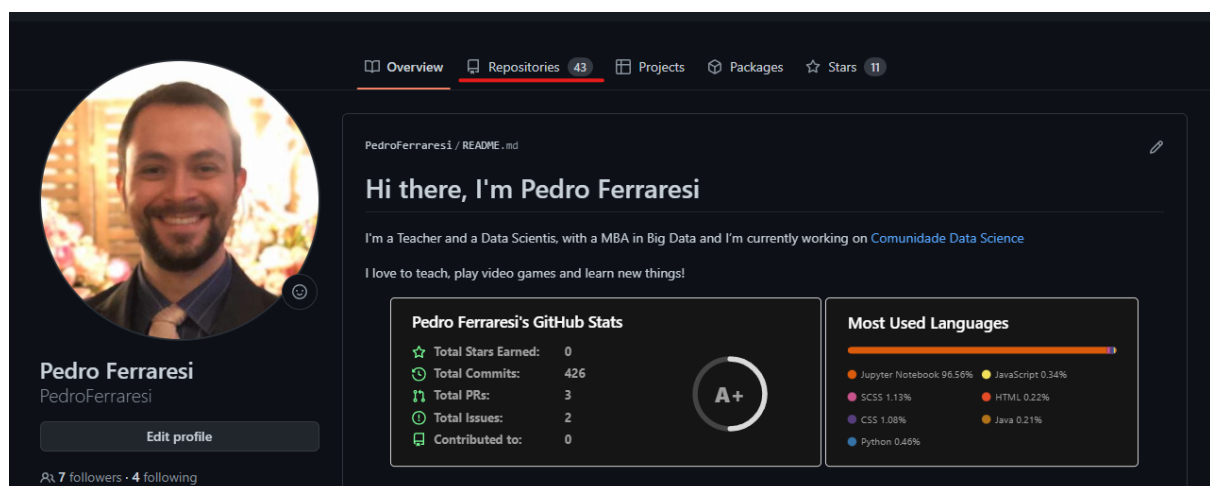 Overview Repositories 43 Projects Packages Stars 11
PedroFerraresi/README.md
Hi there, I'm Pedro Ferraresi
I'm a Teacher and a Data Scientis, with a MBA in Big Data and I'm currently working on Comunidade Data Science
I love to teach, play video games and learn new things!
Pedro Ferraresi's GitHub Stats
Total Stars Earned: 0
Total Commits: 426
Total PRs: 3
Total Issues: 2
Contributed to: 0
A+
Most Used Languages
Jupyter Notebook 96.56% JavaScript 0.34%
SCSS 1.13% HTML 0.22%
CSS 1.08% Java 0.21%
Python 0.46%
Pedro Ferraresi
PedroFerraresi
Edit profile
7 followers · 4 following